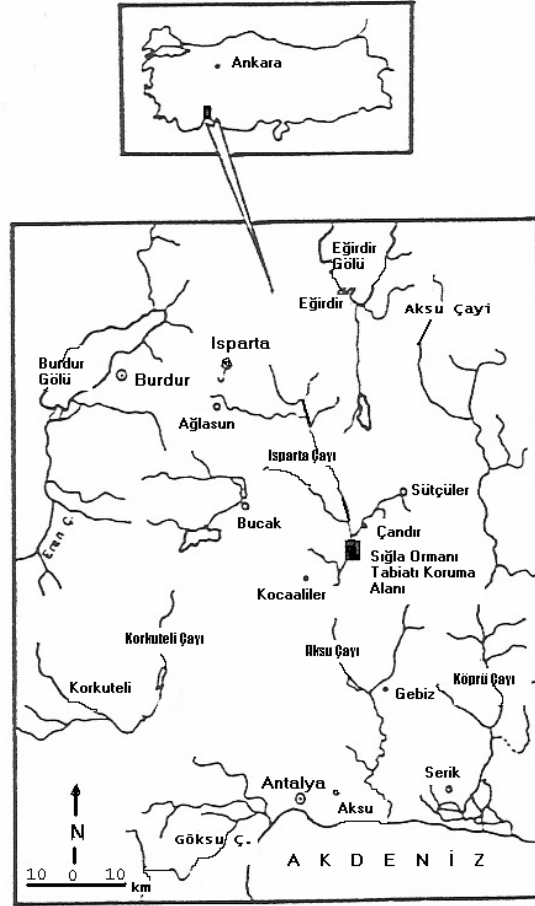 Ankara
Eğirdir
Gölü
Eğirdir
Aksu Çayi
Isparta
Burdur
Gölü
Burdur
Ağlasun
Isparta Çayı
Sütçüler
Bucak
Çandır
Eren Ç.
Sığla Ormanı
Tabiatı Koruma
Alanı
Kocaaliler
Korkuteli Çayı
Aksu Çayı
Köprü Çayı
Korkuteli
Gebiz
Serik
Antalya
Aksu
N
Göksu Ç.
AKDENİZ
10 0 10
km